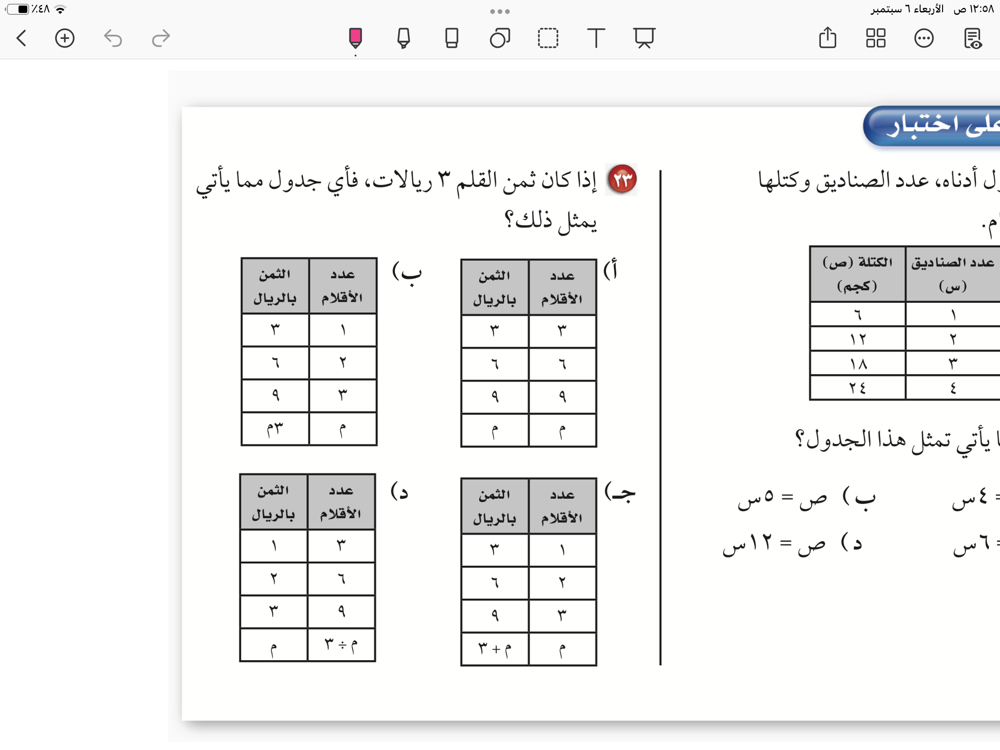 ١٢:٥٨ ص الأربعاء ٦ سبتمبر
٪٤٨
على اختبار
أدناه، عدد الصناديق وكتلها
عدد الصناديق (س) الكتلة (ص) (كجم)
١ ٦
٢ ١٢
٣ ١٨
٤ ٢٤
يأتي تمثل هذا الجدول؟
= ٤س ب) ص = ٥س
= ٦س د) ص = ١٢س
٢٣ إذا كان ثمن القلم ٣ ريالات، فأي جدول مما يأتي
يمثل ذلك؟
أ)
عدد الأقلام الثمن بالريال
٣ ٣
٦ ٦
٩ ٩
م م
ب)
عدد الأقلام الثمن بالريال
١ ٣
٢ ٦
٣ ٩
م ٣م
جـ)
عدد الأقلام الثمن بالريال
١ ٣
٢ ٦
٣ ٩
م م + ٣
د)
عدد الأقلام الثمن بالريال
٣ ١
٦ ٢
٩ ٣
م ÷ ٣ م